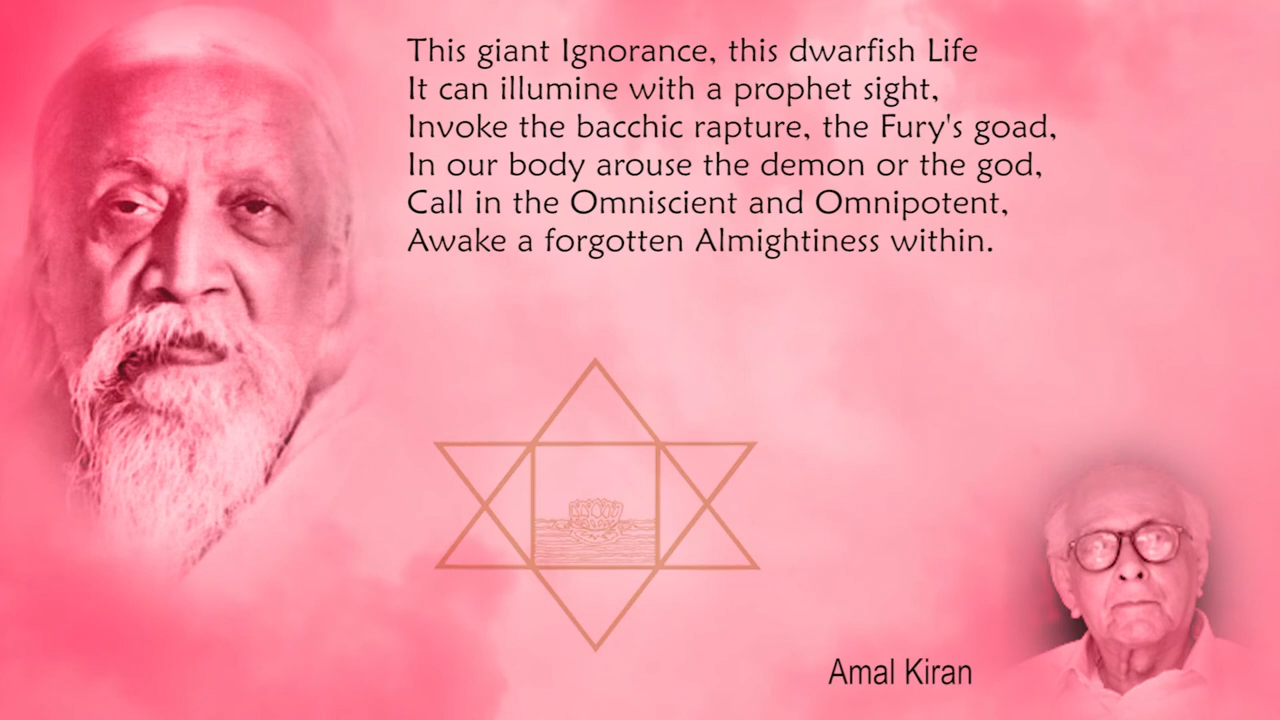 This giant Ignorance, this dwarfish Life
It can illumine with a prophet sight,
Invoke the bacchic rapture, the Fury's goad,
In our body arouse the demon or the god,
Call in the Omniscient and Omnipotent,
Awake a forgotten Almightiness within.
Amal Kiran